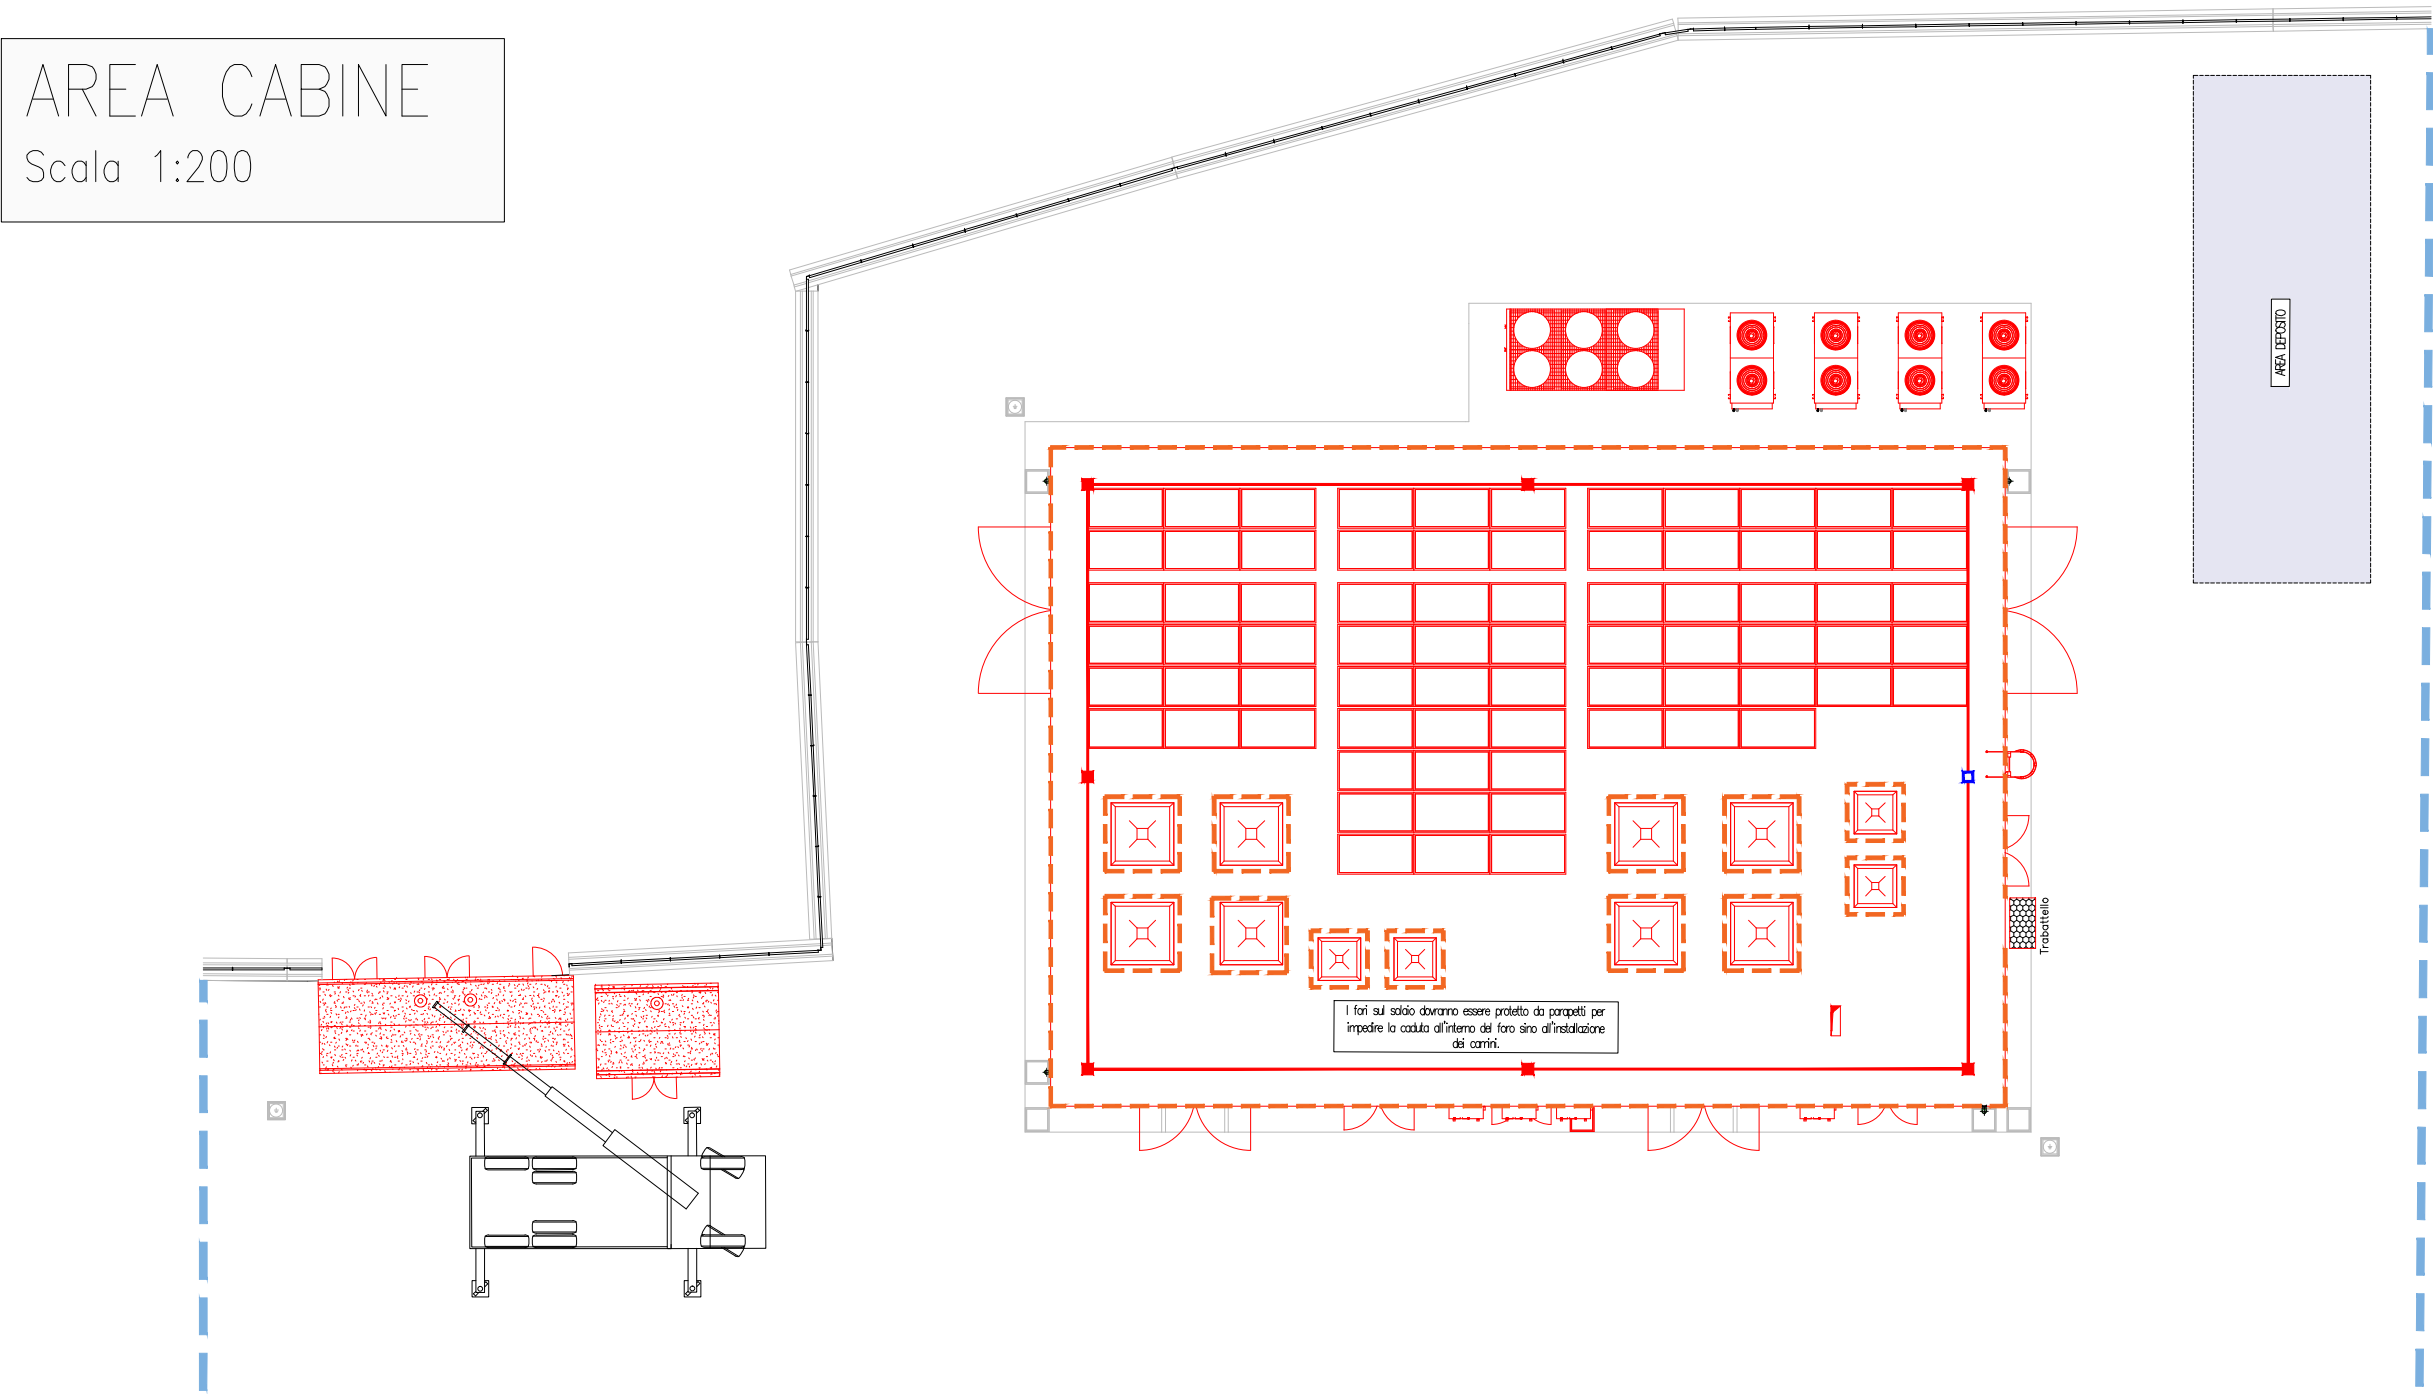 AREA CABINE
Scala 1:200
AREA DEPOSITO
Trabattello
I fori sul solaio dovranno essere protetto da parapetti per
impedire la caduta all'interno del foro sino all'installazione
dei carrini.